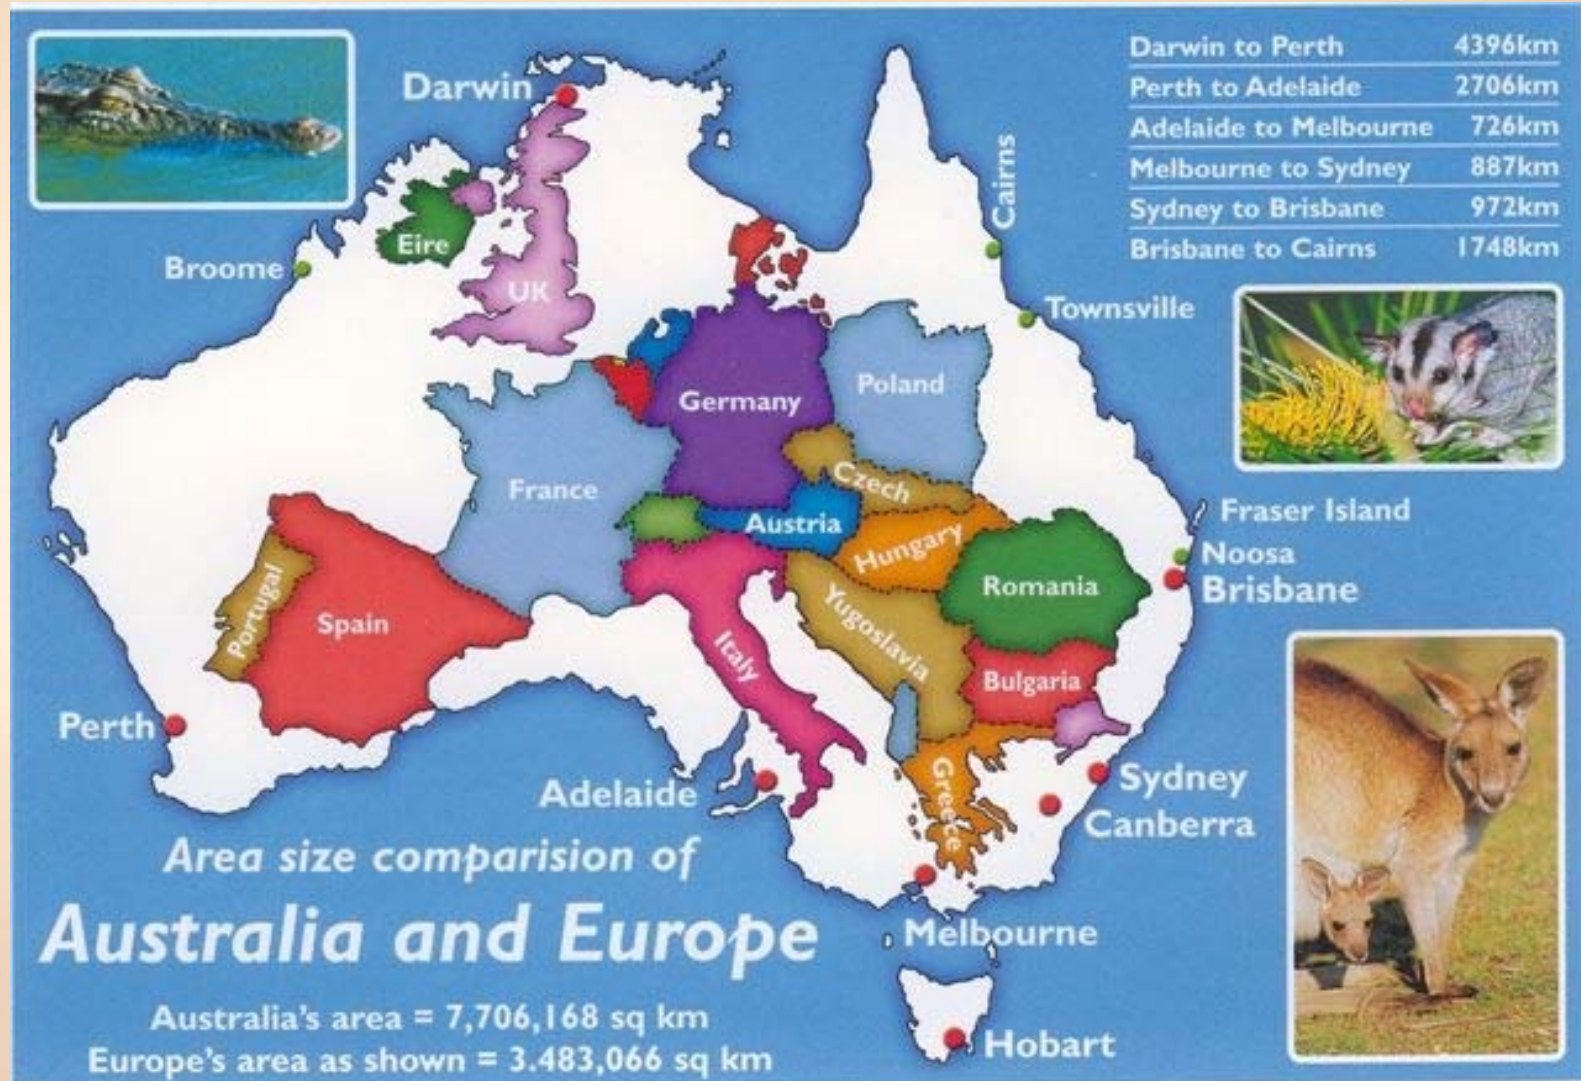 Darwin to Perth 4396km
Perth to Adelaide 2706km
Adelaide to Melbourne 726km
Melbourne to Sydney 887km
Sydney to Brisbane 972km
Brisbane to Cairns 1748km
Darwin
Cairns
Eire
Broome
UK
Townsville
Germany
Poland
France
Czech
Austria
Hungary
Fraser Island
Noosa
Brisbane
Portugal
Spain
Italy
Yugoslavia
Romania
Bulgaria
Perth
Adelaide
Greece
Sydney
Canberra
Area size comparision of
Australia and Europe
Melbourne
Australia's area = 7,706,168 sq km
Europe's area as shown = 3.483,066 sq km
Hobart